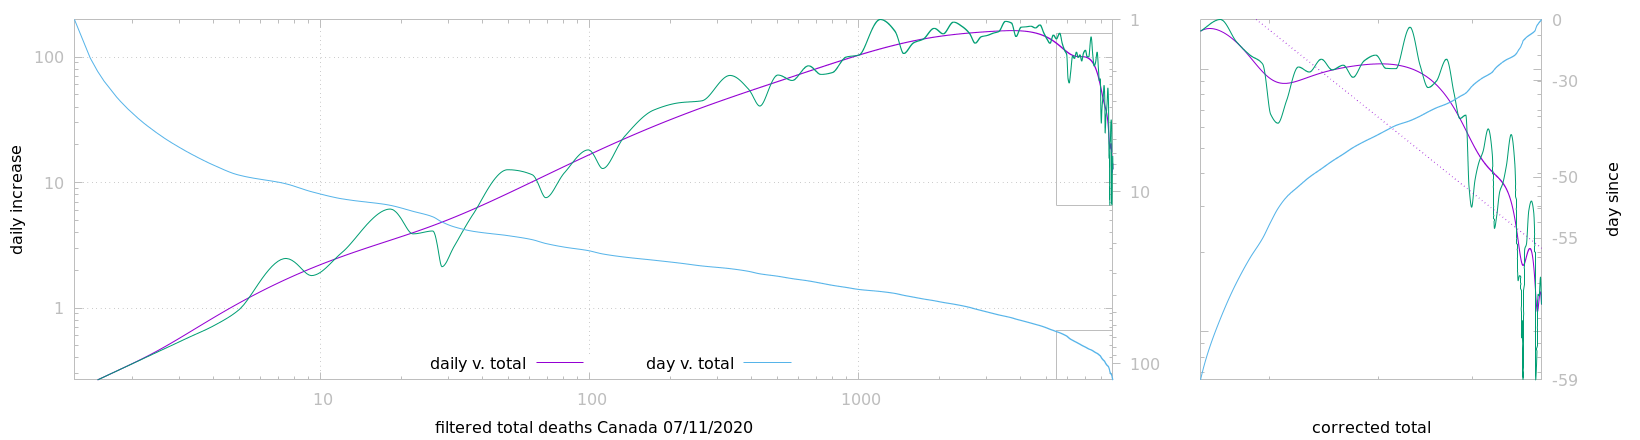 daily increase
100
10
1
10
100
1000
filtered total deaths Canada 07/11/2020
daily v. total
day v. total
1
10
100
0
-30
-50
-55
-59
day since
corrected total